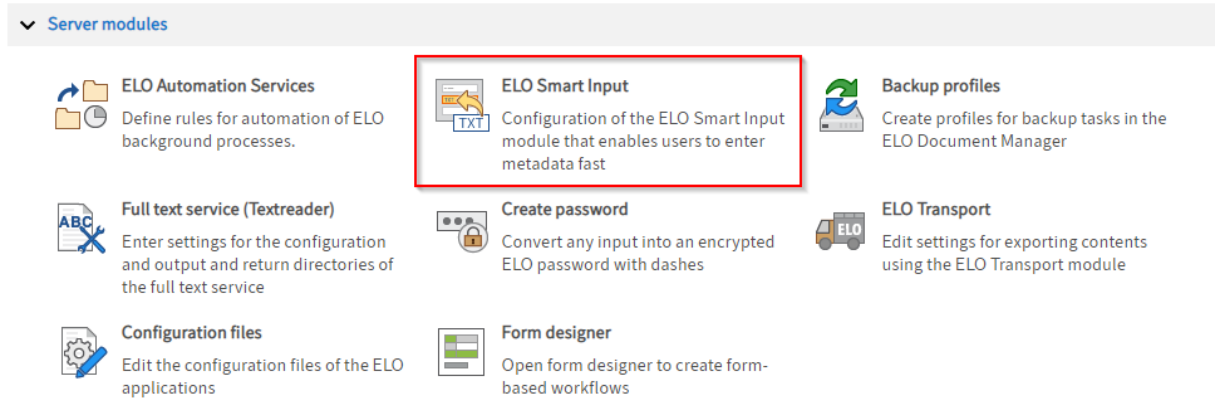 Server modules
ELO Automation Services
Define rules for automation of ELO
background processes.
TXT
TXT
ELO Smart Input
Configuration of the ELO Smart Input
module that enables users to enter
metadata fast
Backup profiles
Create profiles for backup tasks in the
ELO Document Manager
ABC
Full text service (Textreader)
Enter settings for the configuration
and output and return directories of
the full text service
Create password
Convert any input into an encrypted
ELO password with dashes
ELO
ELO Transport
Edit settings for exporting contents
using the ELO Transport module
Configuration files
Edit the configuration files of the ELO
applications
Form designer
Open form designer to create form-
based workflows